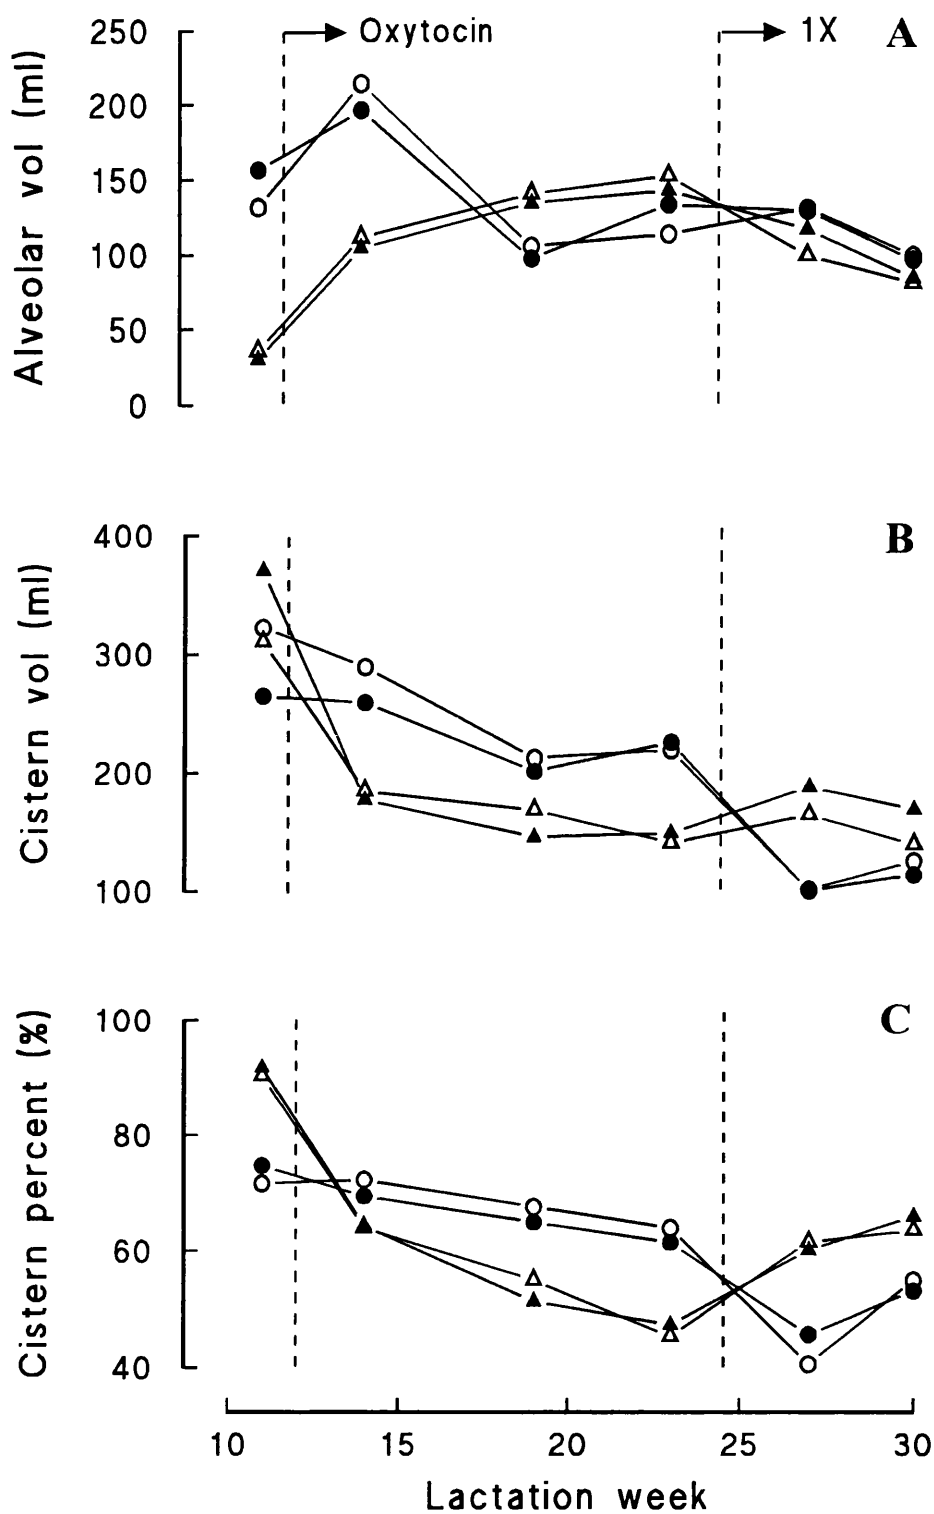 Oxytocin 1X A
Alveolar vol (ml)
250
200
150
100
50
0
B
Cistern vol (ml)
400
300
200
100
C
Cistern percent (%)
100
80
60
40
10 15 20 25 30
Lactation week